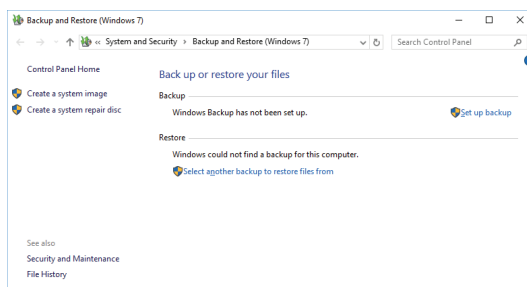 Backup and Restore (Windows 7)
« System and Security > Backup and Restore (Windows 7)
Search Control Panel
Control Panel Home
Create a system image
Create a system repair disc
Back up or restore your files
Backup
Windows Backup has not been set up.
Set up backup
Restore
Windows could not find a backup for this computer.
Select another backup to restore files from
See also
Security and Maintenance
File History